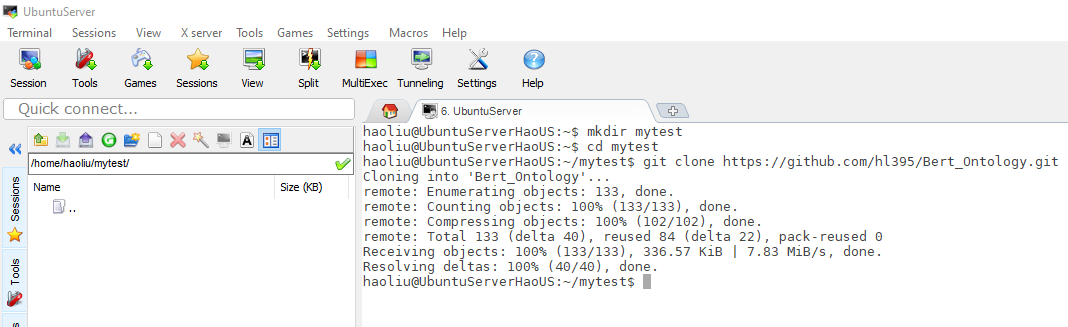 UbuntuServer
Terminal Sessions View X server Tools Games Settings Macros Help
Session Tools Games Sessions View Split MultiExec Tunneling Settings Help
Quick connect...
6. UbuntuServer
/home/haoliu/mytest/
Name Size (KB)
..
Sessions
Tools
haoliu@UbuntuServerHaoUS:~$ mkdir mytest
haoliu@UbuntuServerHaoUS:~$ cd mytest
haoliu@UbuntuServerHaoUS:~/mytest$ git clone https://github.com/hl395/Bert_Ontology.git
Cloning into 'Bert_Ontology'...
remote: Enumerating objects: 133, done.
remote: Counting objects: 100% (133/133), done.
remote: Compressing objects: 100% (102/102), done.
remote: Total 133 (delta 40), reused 84 (delta 22), pack-reused 0
Receiving objects: 100% (133/133), 336.57 KiB | 7.83 MiB/s, done.
Resolving deltas: 100% (40/40), done.
haoliu@UbuntuServerHaoUS:~/mytest$